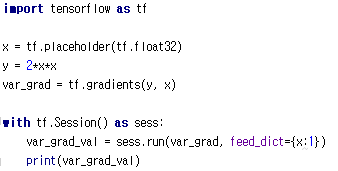 import tensorflow as tf
x = tf.placeholder(tf.float32)
y = 2*x*x
var_grad = tf.gradients(y, x)
with tf.Session() as sess:
    var_grad_val = sess.run(var_grad, feed_dict={x:1})
    print(var_grad_val)